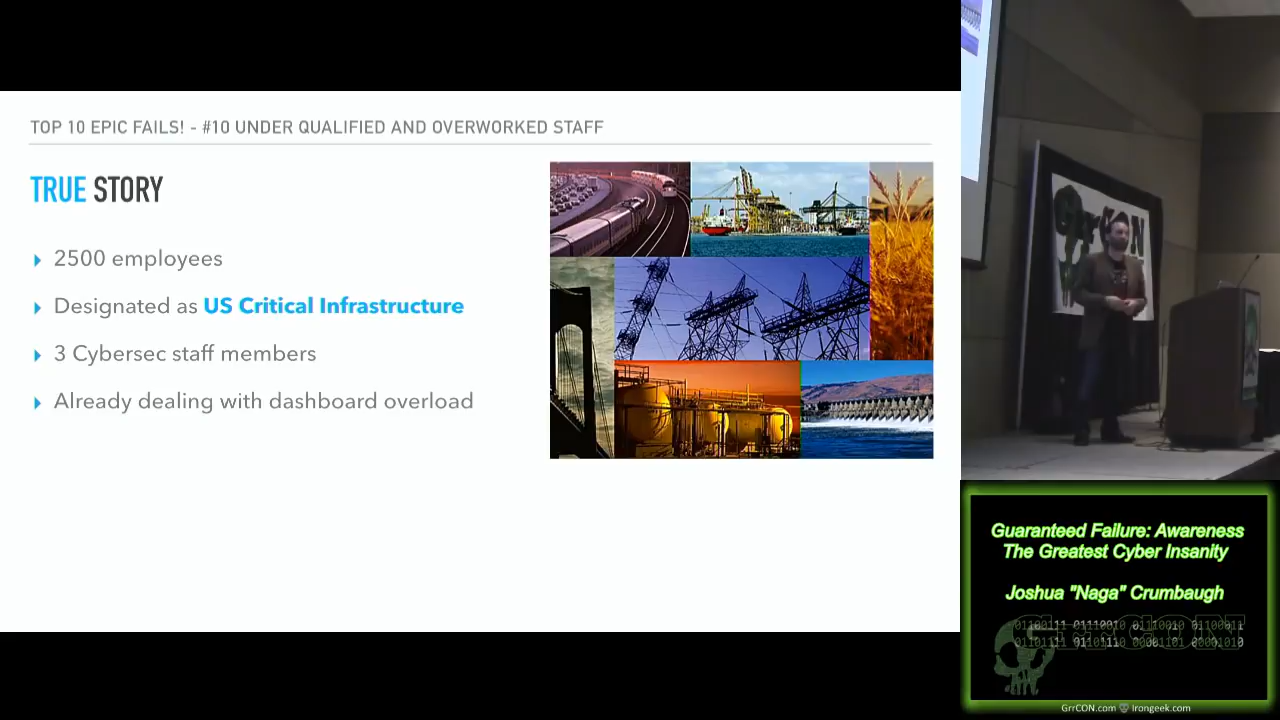 TOP 10 EPIC FAILS! - #10 UNDER QUALIFIED AND OVERWORKED STAFF
TRUE STORY
2500 employees
Designated as US Critical Infrastructure
3 Cybersec staff members
Already dealing with dashboard overload
GrrCON
Guaranteed Failure: Awareness
The Greatest Cyber Insanity
Joshua "Naga" Crumbaugh
GrrCON
GrrCON.com Irongeek.com